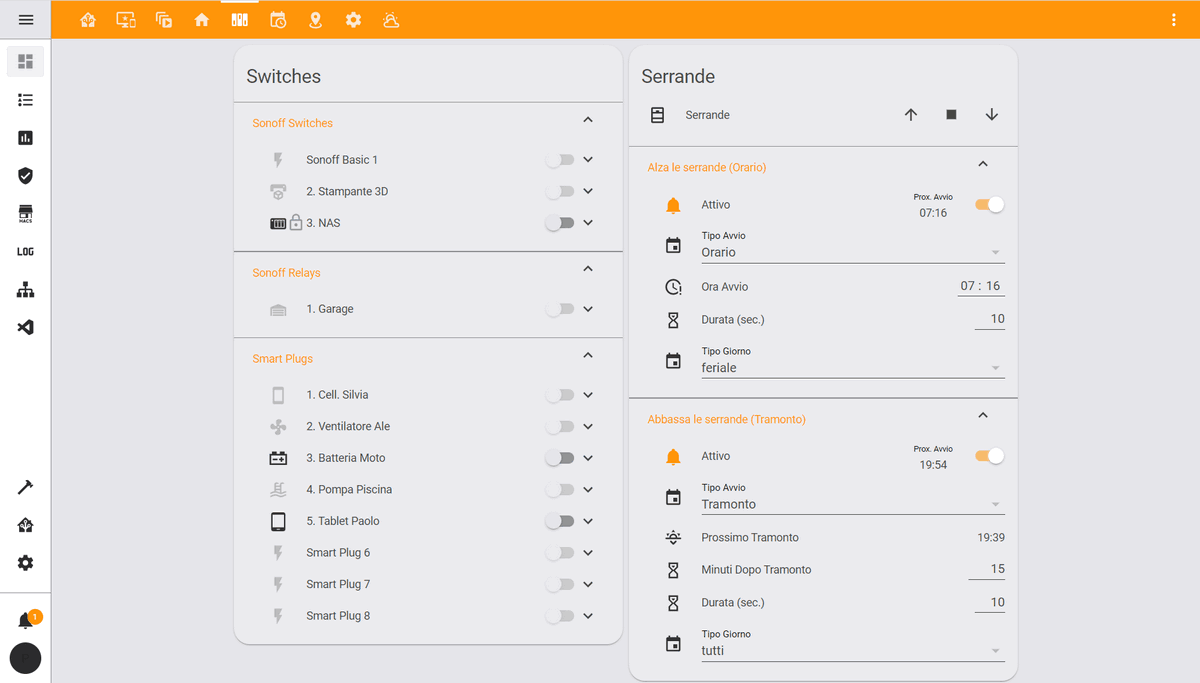 HACS
LOG
1
Switches
Sonoff Switches
Sonoff Basic 1
2. Stampante 3D
3. NAS
Sonoff Relays
1. Garage
Smart Plugs
1. Cell. Silvia
2. Ventilatore Ale
3. Batteria Moto
4. Pompa Piscina
5. Tablet Paolo
Smart Plug 6
Smart Plug 7
Smart Plug 8
Serrande
Serrande
Alza le serrande (Orario)
Attivo
Prox. Avvio
07:16
Tipo Avvio
Orario
Ora Avvio 07 : 16
Durata (sec.) 10
Tipo Giorno
feriale
Abbassa le serrande (Tramonto)
Attivo
Prox. Avvio
19:54
Tipo Avvio
Tramonto
Prossimo Tramonto 19:39
Minuti Dopo Tramonto 15
Durata (sec.) 10
Tipo Giorno
tutti